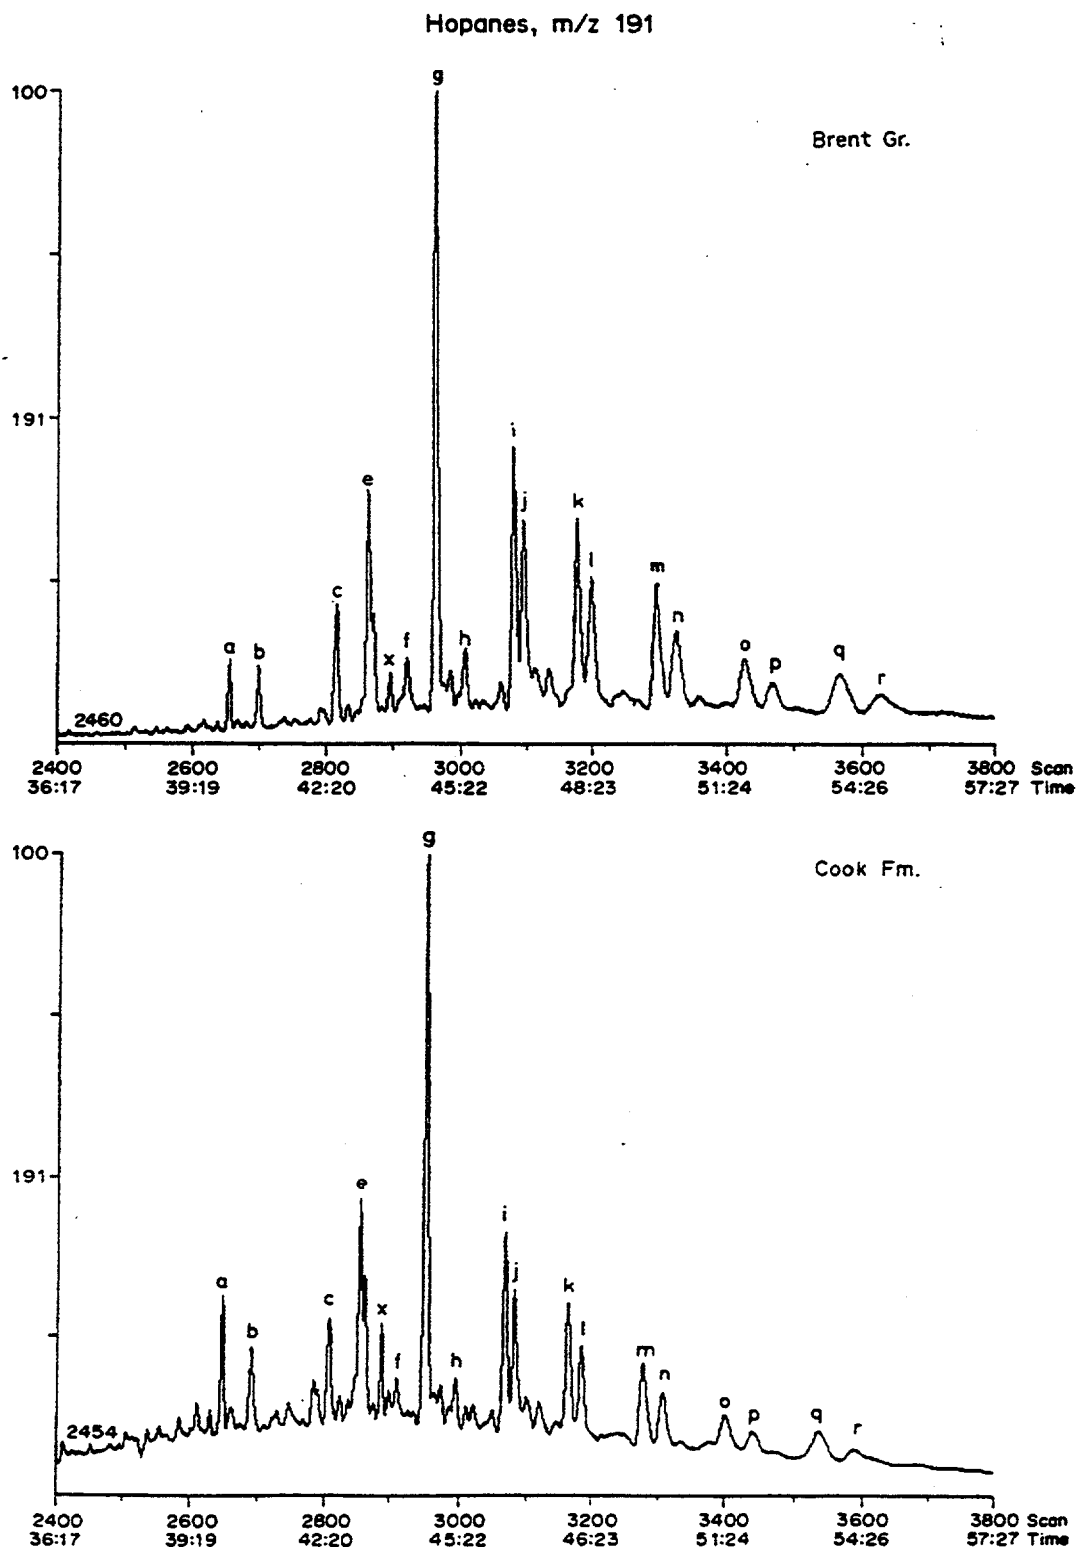 Hopanes, m/z 191
g
100
Brent Gr.
191
i
e
j
k
l
m
c
n
a b
x f
h
o
p
q
r
2460
2400 2600 2800 3000 3200 3400 3600 3800 Scan
36:17 39:19 42:20 45:22 48:23 51:24 54:26 57:27 Time
g
100
Cook Fm.
191
e
i
j
a
k
c
x
b
l
f
h
m
n
o
p
q
r
2454
2400 2600 2800 3000 3200 3400 3600 3800 Scan
36:17 39:19 42:20 45:22 46:23 51:24 54:26 57:27 Time